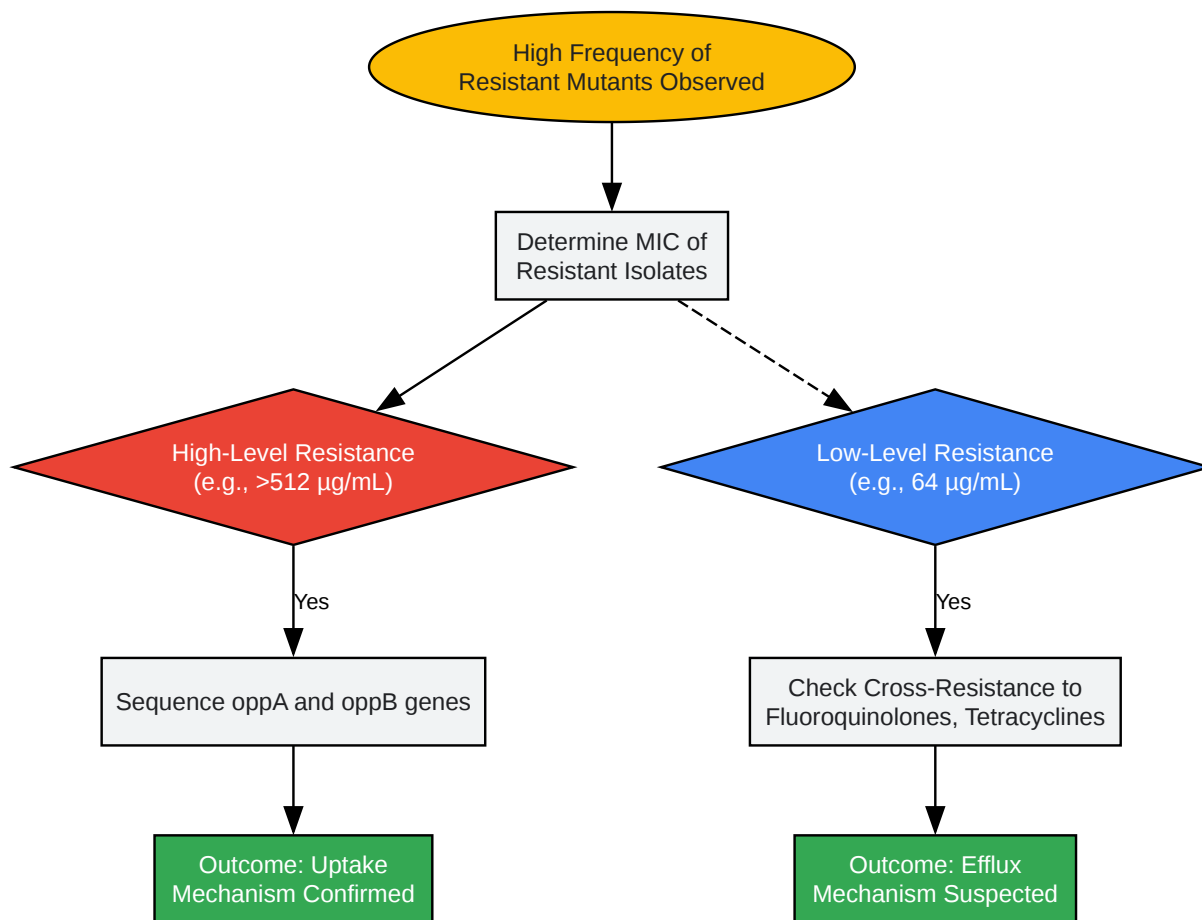 High Frequency of
Resistant Mutants Observed
Determine MIC of
Resistant Isolates
High-Level Resistance
(e.g., >512 µg/mL)
Low-Level Resistance
(e.g., 64 µg/mL)
Yes
Yes
Sequence oppA and oppB genes
Check Cross-Resistance to
Fluoroquinolones, Tetracyclines
Outcome: Uptake
Mechanism Confirmed
Outcome: Efflux
Mechanism Suspected